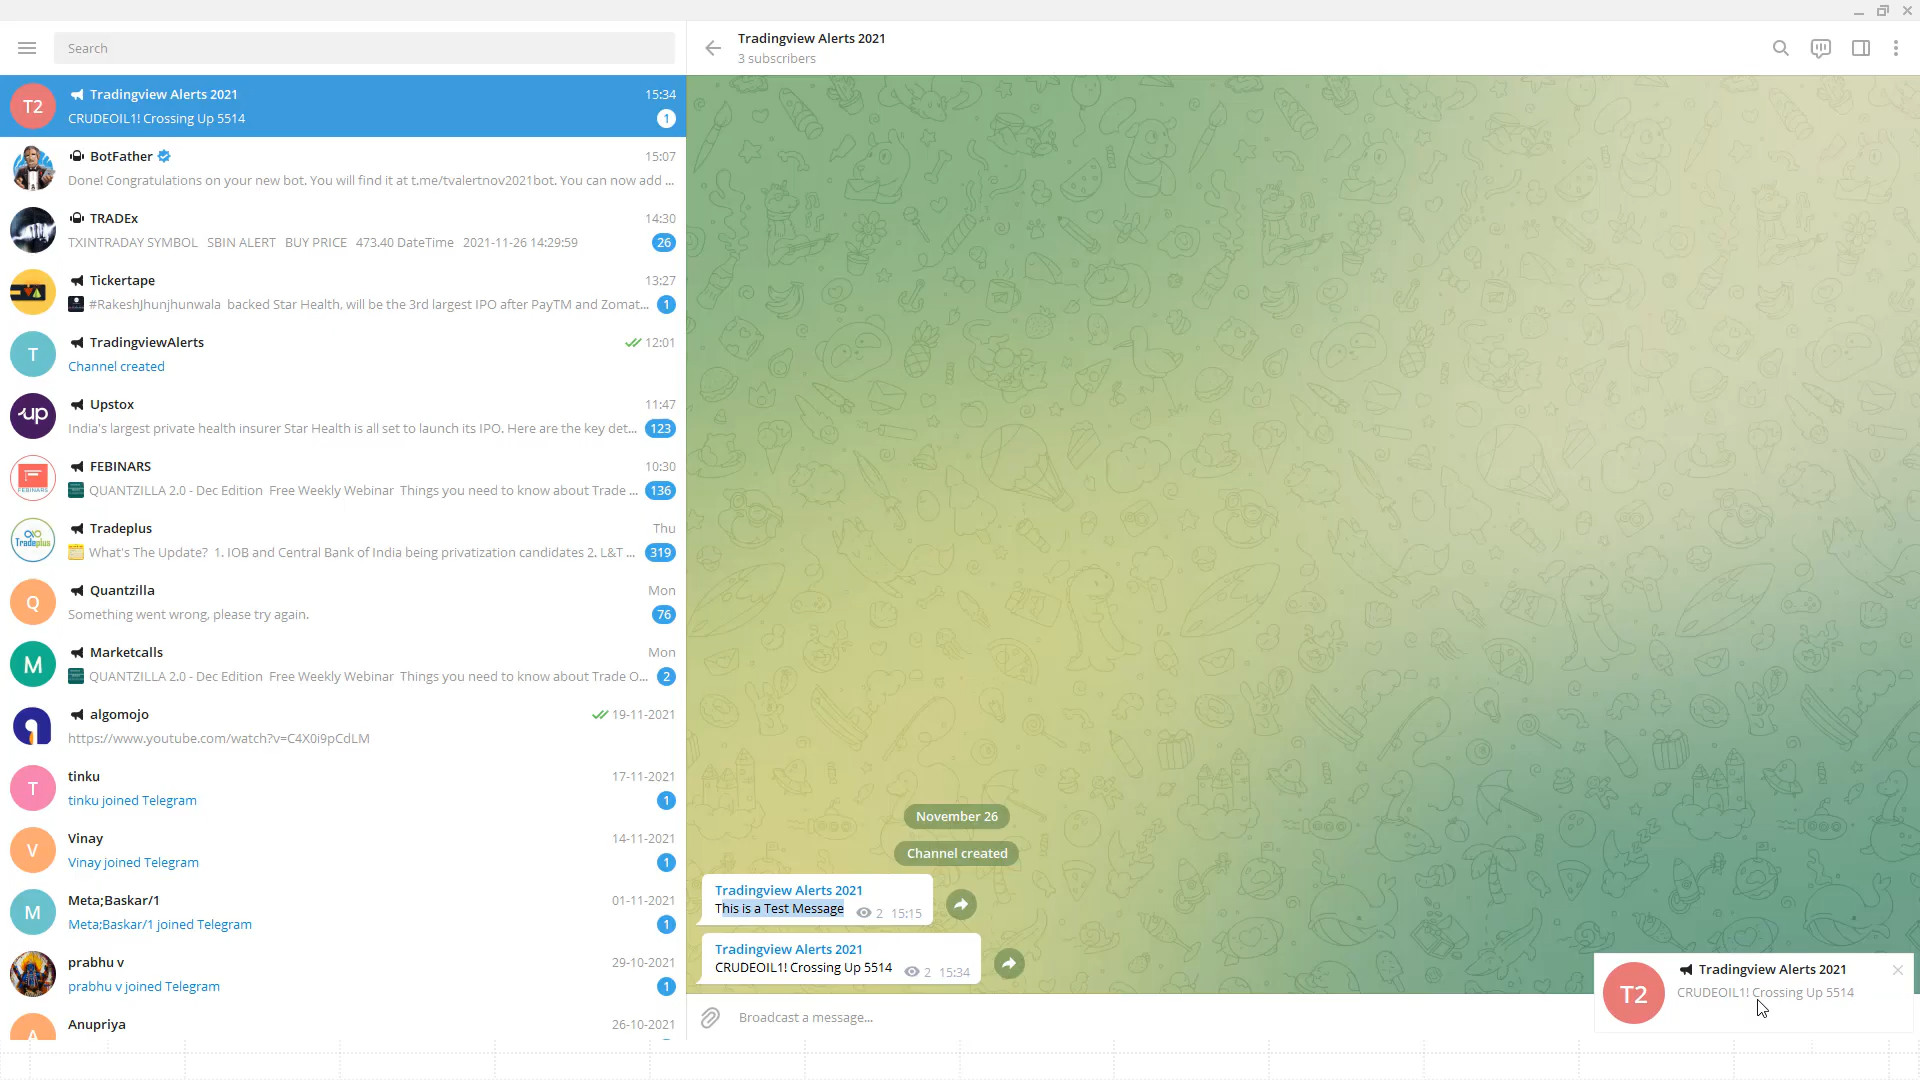 Search
T2
Tradingview Alerts 2021 15:34
CRUDEOIL1! Crossing Up 5514 1
BotFather 15:07
Done! Congratulations on your new bot. You will find it at t.me/tvalertnov2021bot. You can now add ...
TRADEx 14:30
TXINTRADAY SYMBOL SBIN ALERT BUY PRICE 473.40 DateTime 2021-11-26 14:29:59 26
Tickertape 13:27
#RakeshJhunjhunwala backed Star Health, will be the 3rd largest IPO after PayTM and Zomat... 1
T
TradingviewAlerts 12:01
Channel created
up
Upstox 11:47
India's largest private health insurer Star Health is all set to launch its IPO. Here are the key det... 123
FEBINARS
FEBINARS 10:30
QUANTZILLA 2.0 - Dec Edition Free Weekly Webinar Things you need to know about Trade ... 136
Tradeplus
Tradeplus Thu
What's The Update? 1. IOB and Central Bank of India being privatization candidates 2. L&T ... 319
Q
Quantzilla Mon
Something went wrong, please try again. 76
M
Marketcalls Mon
QUANTZILLA 2.0 - Dec Edition Free Weekly Webinar Things you need to know about Trade O... 2
algomojo 19-11-2021
https://www.youtube.com/watch?v=C4X0i9pCdLM
T
tinku 17-11-2021
tinku joined Telegram 1
V
Vinay 14-11-2021
Vinay joined Telegram 1
M
Meta;Baskar/1 01-11-2021
Meta;Baskar/1 joined Telegram 1
prabhu v 29-10-2021
prabhu v joined Telegram 1
A
Anupriya 26-10-2021
Tradingview Alerts 2021
3 subscribers
November 26
Channel created
Tradingview Alerts 2021
This is a Test Message 2 15:15
Tradingview Alerts 2021
CRUDEOIL1! Crossing Up 5514 2 15:34
Broadcast a message...
T2
Tradingview Alerts 2021
CRUDEOIL1! Crossing Up 5514